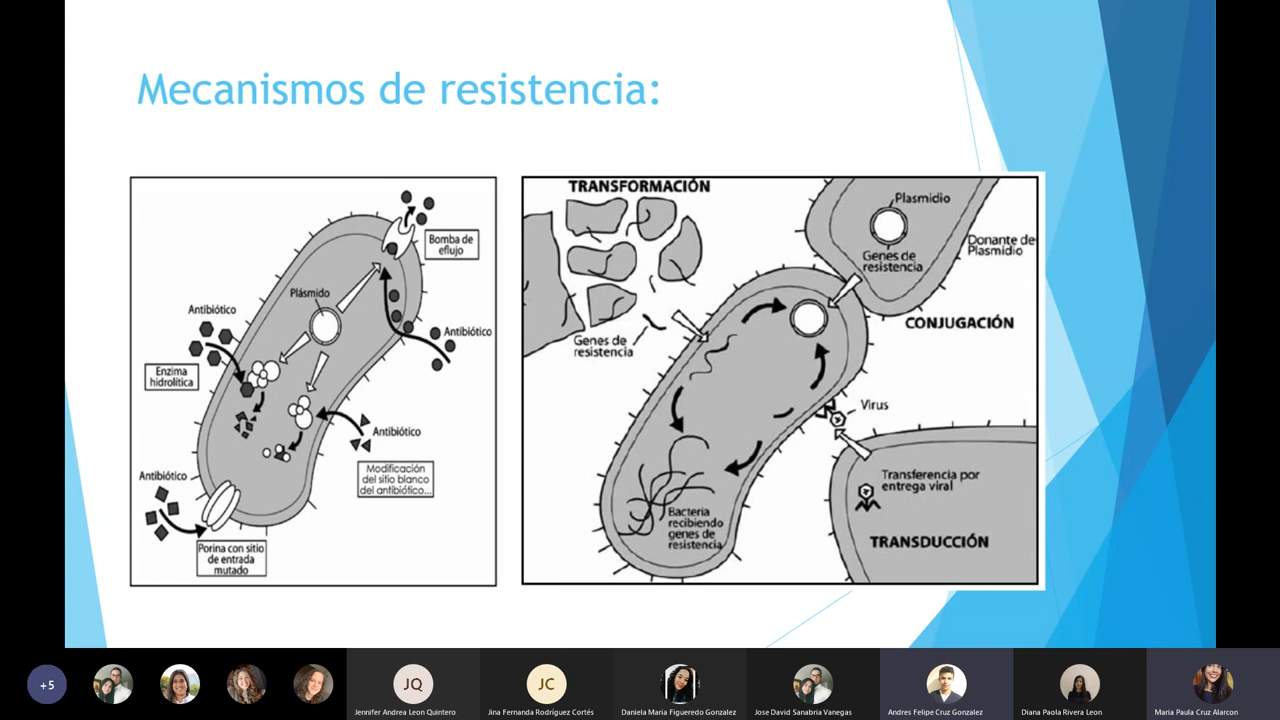 Mecanismos de resistencia:
Bomba de
eflujo
Plásmido
Antibiótico
Antibiótico
Enzima
hidrolítica
Antibiótico
Modificación
del sitio blanco
del antibiótico...
Antibiótico
Porina con sitio
de entrada
mutado
TRANSFORMACIÓN
Plasmidio
Genes de
resistencia
Donante de
Plasmidio
CONJUGACIÓN
Genes de
resistencia
Virus
Transferencia por
entrega viral
Bacteria
recibiendo
genes de
resistencia
TRANSDUCCIÓN
+5
JQ
JC
Jennifer Andrea Leon Quintero
Jina Fernanda Rodríguez Cortés
Daniela Maria Figueredo Gonzalez
Jose David Sanabria Vanegas
Andres Felipe Cruz Gonzalez
Diana Paola Rivera Leon
Maria Paula Cruz Alarcon